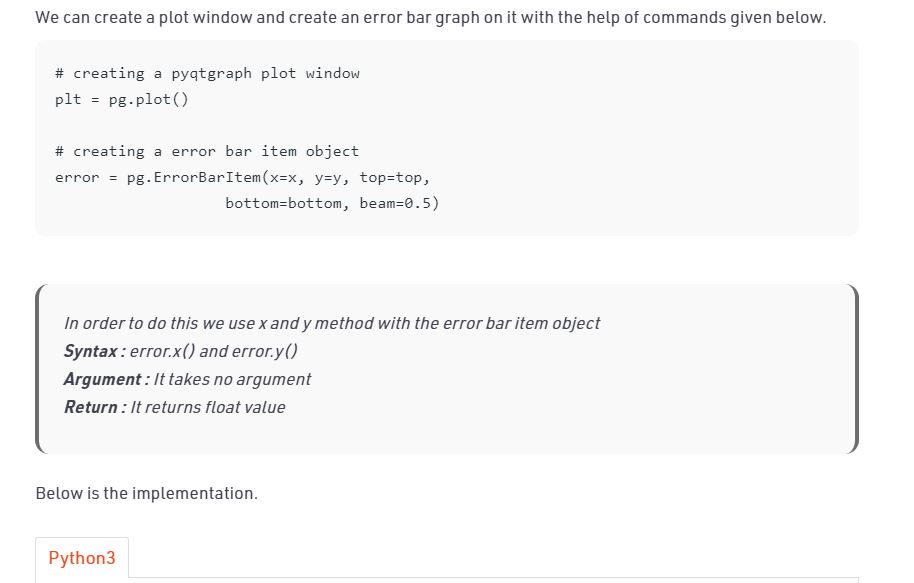 We can create a plot window and create an error bar graph on it with the help of commands given below.
# creating a pyqtgraph plot window
plt = pg.plot()
# creating a error bar item object
error = pg.ErrorBarItem(x=x, y=y, top=top,
bottom=bottom, beam=0.5)
In order to do this we use x and y method with the error bar item object
Syntax : error.x() and error.y()
Argument : It takes no argument
Return : It returns float value
Below is the implementation.
Python3